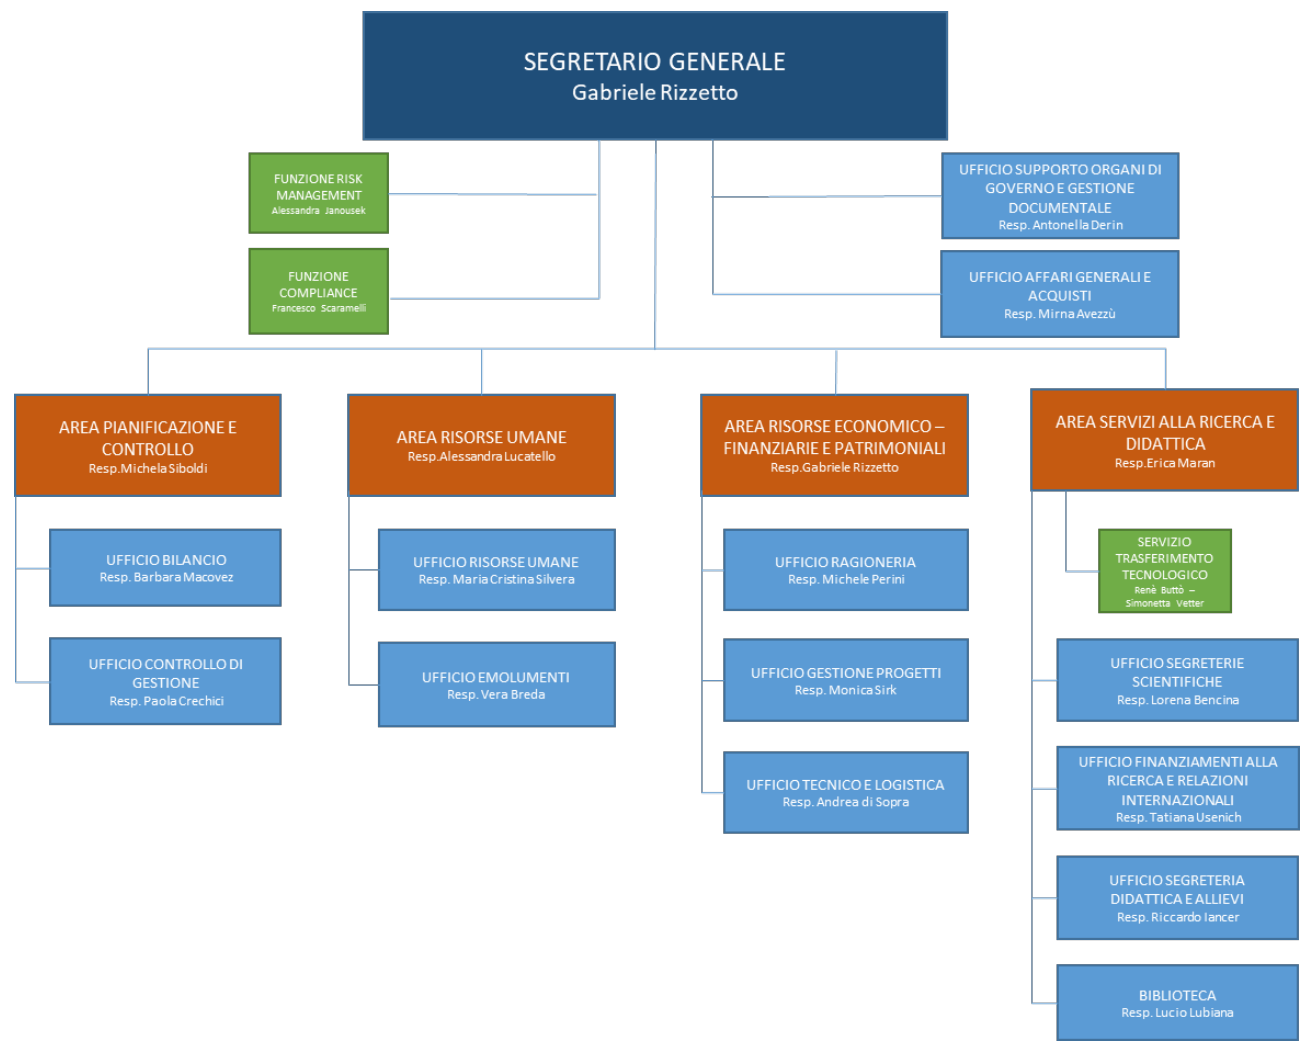 SEGRETARIO GENERALE
Gabriele Rizzetto
FUNZIONE RISK
MANAGEMENT
Alessandra Janousek
FUNZIONE
COMPLIANCE
Francesco Scaramelli
UFFICIO SUPPORTO ORGANI DI
GOVERNO E GESTIONE
DOCUMENTALE
Resp. Antonella Derin
UFFICIO AFFARI GENERALI E
ACQUISTI
Resp. Mirna Avezzù
AREA PIANIFICAZIONE E
CONTROLLO
Resp.Michela Siboldi
UFFICIO BILANCIO
Resp. Barbara Macovez
UFFICIO CONTROLLO DI
GESTIONE
Resp. Paola Crechici
AREA RISORSE UMANE
Resp.Alessandra Lucatello
UFFICIO RISORSE UMANE
Resp. Maria Cristina Silvera
UFFICIO EMOLUMENTI
Resp. Vera Breda
AREA RISORSE ECONOMICO –
FINANZIARIE E PATRIMONIALI
Resp.Gabriele Rizzetto
UFFICIO RAGIONERIA
Resp. Michele Perini
UFFICIO GESTIONE PROGETTI
Resp. Monica Sirk
UFFICIO TECNICO E LOGISTICA
Resp. Andrea di Sopra
AREA SERVIZI ALLA RICERCA E
DIDATTICA
Resp.Erica Maran
SERVIZIO
TRASFERIMENTO
TECNOLOGICO
Renè Buttò –
Simonetta Vetter
UFFICIO SEGRETERIE
SCIENTIFICHE
Resp. Lorena Bencina
UFFICIO FINANZIAMENTI ALLA
RICERCA E RELAZIONI
INTERNAZIONALI
Resp. Tatiana Usenich
UFFICIO SEGRETERIA
DIDATTICA E ALLIEVI
Resp. Riccardo Iancer
BIBLIOTECA
Resp. Lucio Lubiana